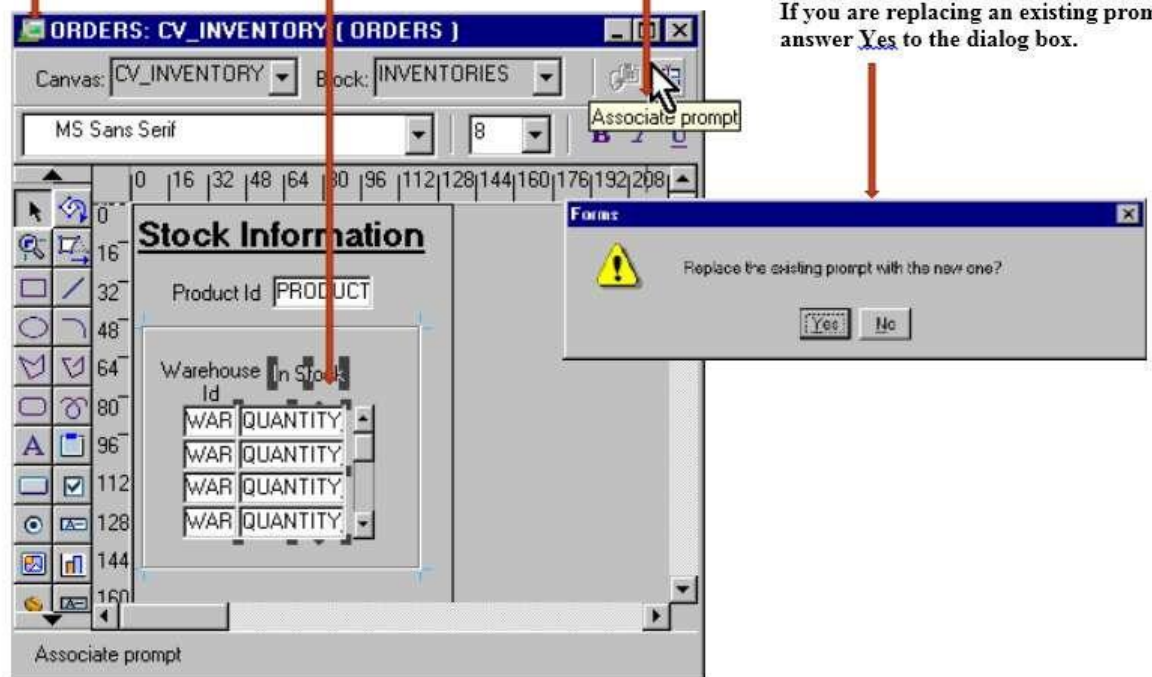 If you are replacing an existing pron
answer Yes to the dialog box.
ORDERS: CV_INVENTORY ( ORDERS )
Canvas: CV_INVENTORY Block: INVENTORIES
Associate prompt
MS Sans Serif 8 B I U
0 16 32 48 64 80 96 112 128 144 160 176 192 208
0
16
32
48
64
80
96
112
128
144
160
Stock Information
Product Id PRODUCT
Warehouse In Stock
Id
WAR QUANTITY
WAR QUANTITY
WAR QUANTITY
WAR QUANTITY
Forms
Replace the existing prompt with the new one?
Yes No
Associate prompt